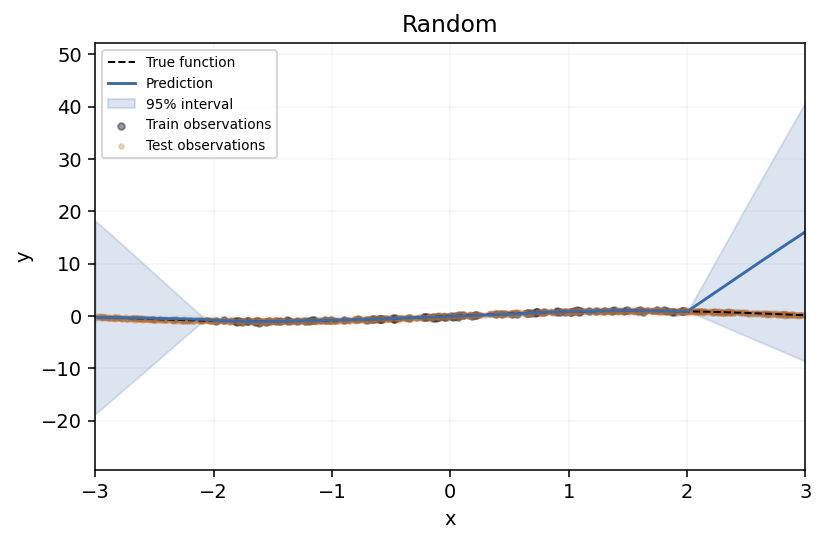 Random
50
40
30
20
10
0
−10
−20
y
True function
Prediction
95% interval
Train observations
Test observations
−3
−2
−1
0
1
2
3
x